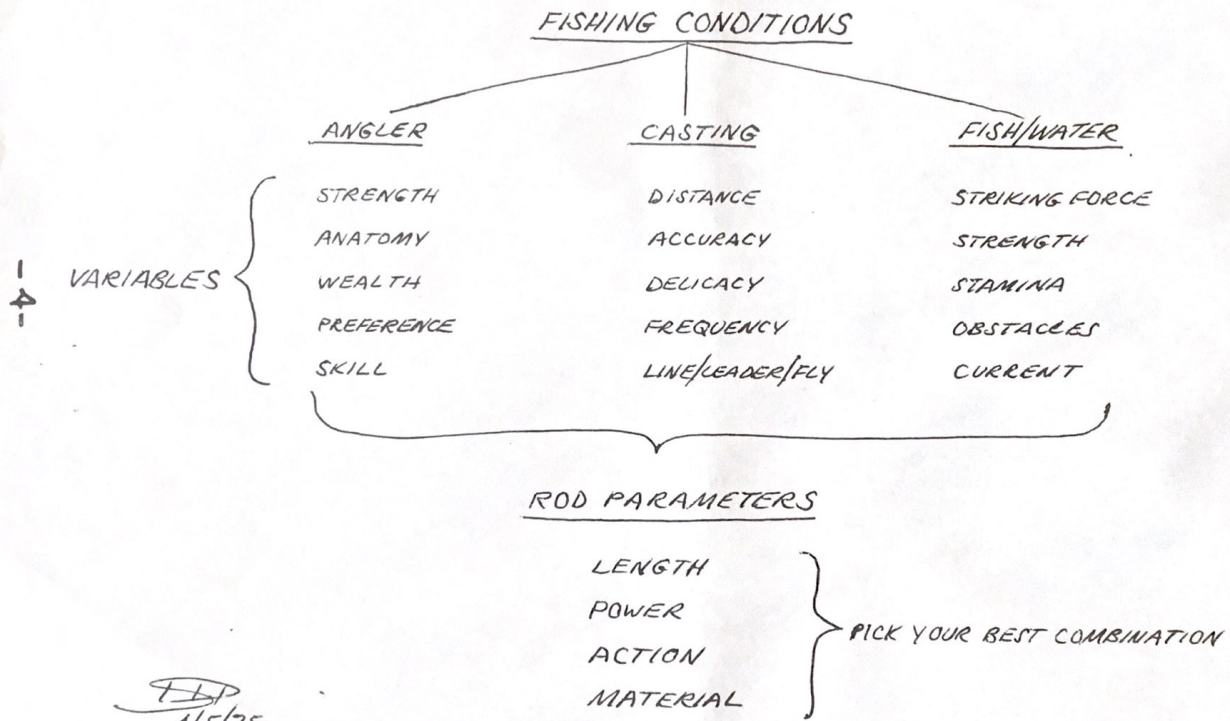 FISHING CONDITIONS
ANGLER CASTING FISH/WATER
STRENGTH DISTANCE STRIKING FORCE
ANATOMY ACCURACY STRENGTH
-4- VARIABLES WEALTH DELICACY STAMINA
PREFERENCE FREQUENCY OBSTACLES
SKILL LINE/LEADER/FLY CURRENT
ROD PARAMETERS
LENGTH
POWER
PICK YOUR BEST COMBINATION
ACTION
MATERIAL